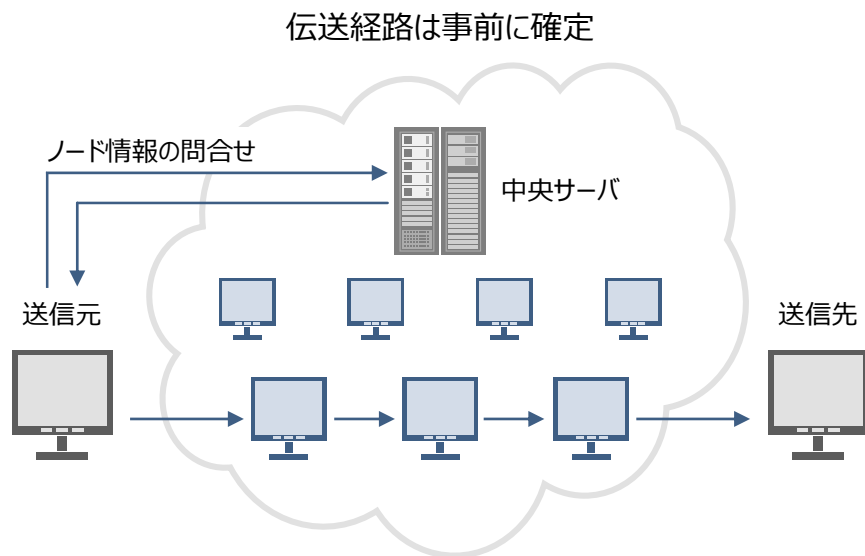 伝送経路は事前に確定
ノード情報の問合せ
中央サーバ
送信元
送信先